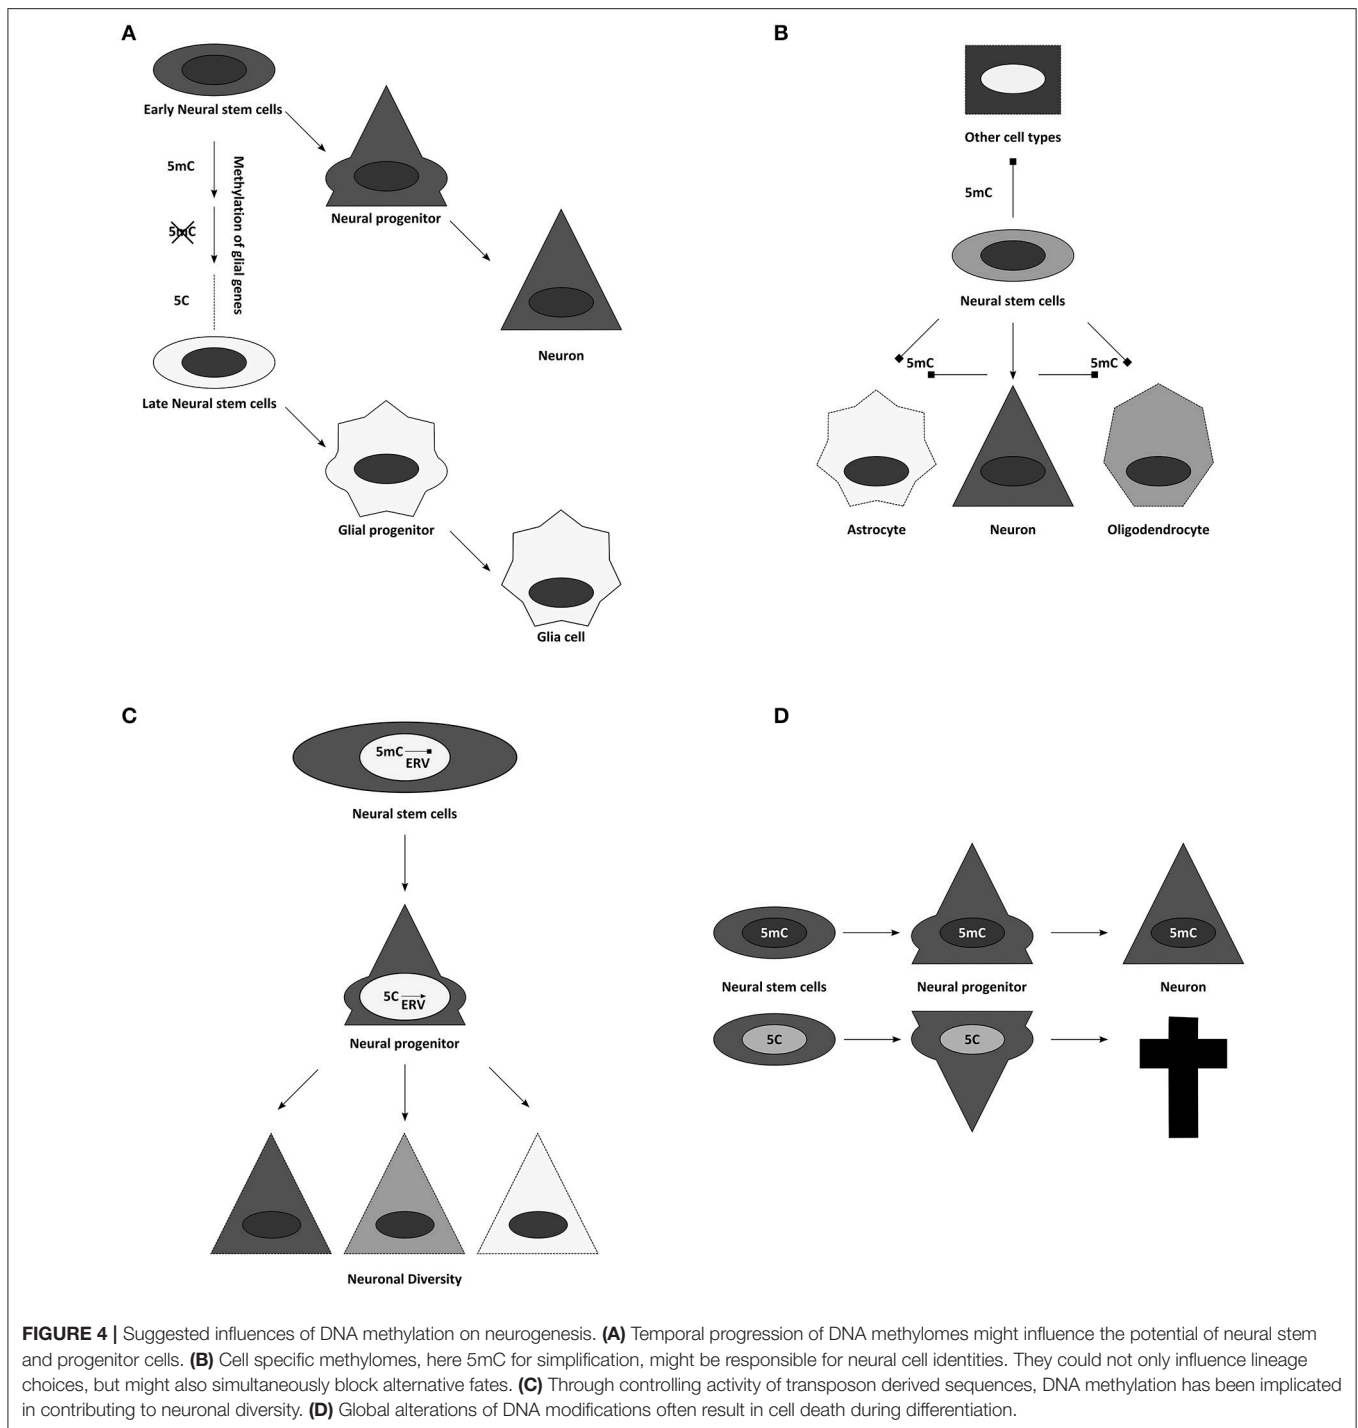 A
Early Neural stem cells
5mC
5mC
5C
Methylation of glial genes
Neural progenitor
Neuron
Late Neural stem cells
Glial progenitor
Glia cell
B
Other cell types
5mC
Neural stem cells
5mC
5mC
Astrocyte
Neuron
Oligodendrocyte
C
5mC
ERV
Neural stem cells
5C
ERV
Neural progenitor
Neuronal Diversity
D
5mC
5mC
5mC
Neural stem cells
Neural progenitor
Neuron
5C
5C
FIGURE 4 | Suggested influences of DNA methylation on neurogenesis. (A) Temporal progression of DNA methylomes might influence the potential of neural stem
and progenitor cells. (B) Cell specific methylomes, here 5mC for simplification, might be responsible for neural cell identities. They could not only influence lineage
choices, but might also simultaneously block alternative fates. (C) Through controlling activity of transposon derived sequences, DNA methylation has been implicated
in contributing to neuronal diversity. (D) Global alterations of DNA modifications often result in cell death during differentiation.